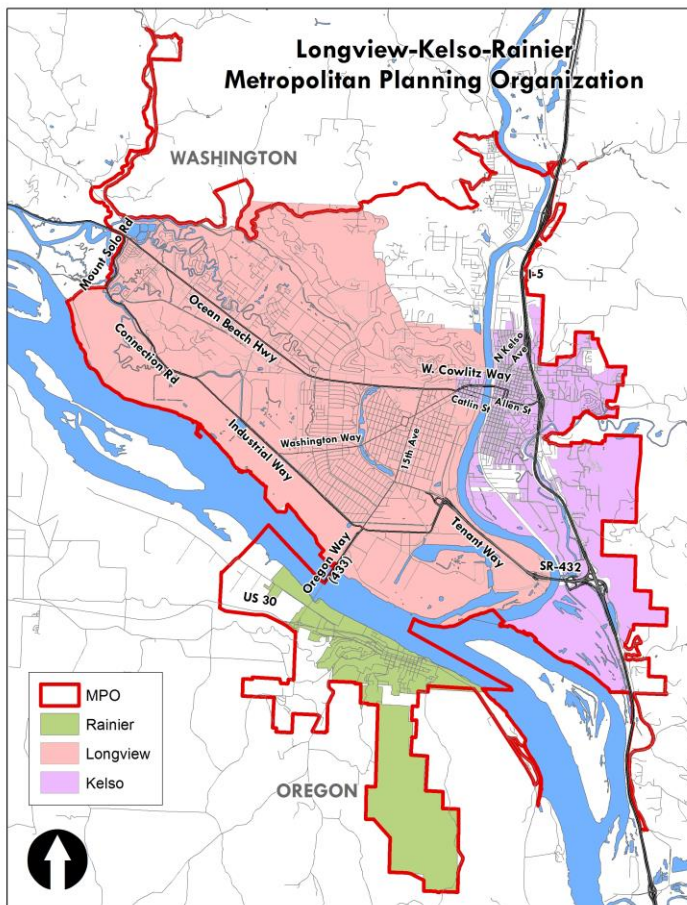 Longview-Kelso-Rainier
Metropolitan Planning Organization
WASHINGTON
Mount Solo Rd
I-5
Ocean Beach Hwy
N Kelso
Ave
Connection Rd
W. Cowlitz Way
Catlin St
Allen St
Industrial Way
Washington Way
15th Ave
Oregon Way
(433)
Tenant Way
SR-432
US 30
MPO
Rainier
Longview
Kelso
OREGON